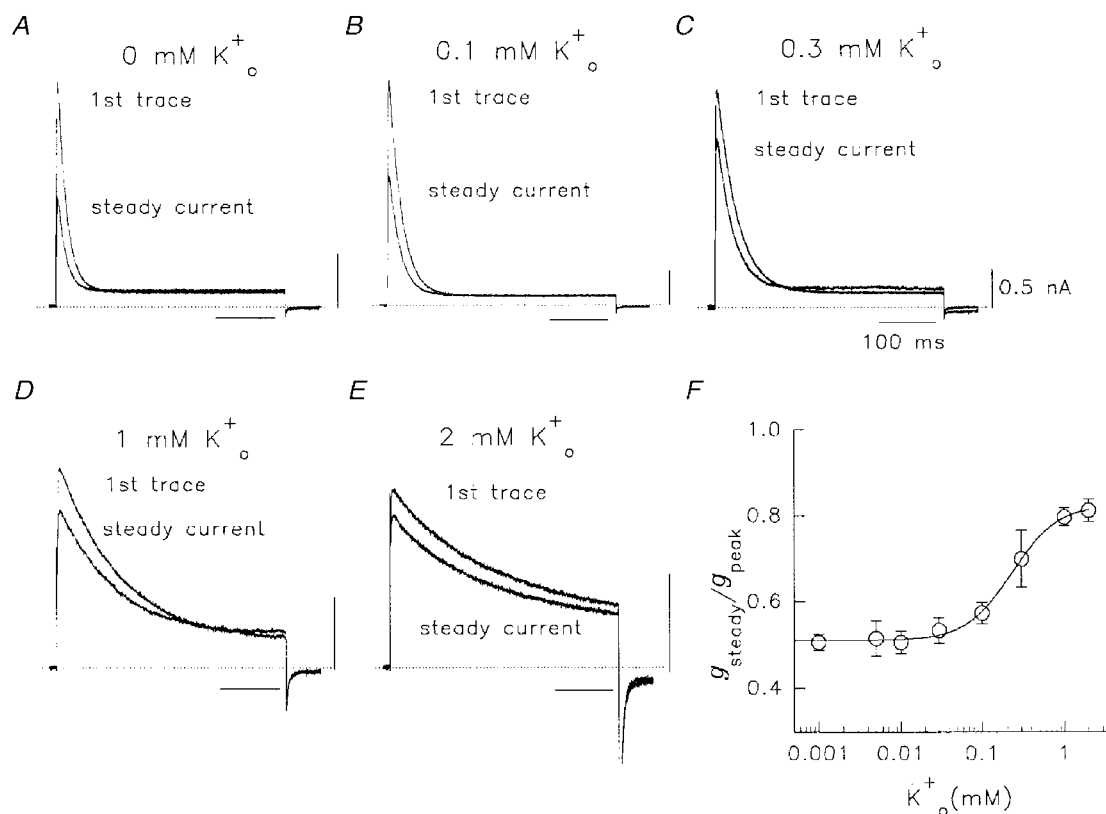 A
0 mM K+o
1st trace
steady current
B
0.1 mM K+o
1st trace
steady current
C
0.3 mM K+o
1st trace
steady current
0.5 nA
100 ms
D
1 mM K+o
1st trace
steady current
E
2 mM K+o
1st trace
steady current
F
1.0
0.8
0.6
0.4
gsteady/gpeak
0.001 0.01 0.1 1
K+o(mM)